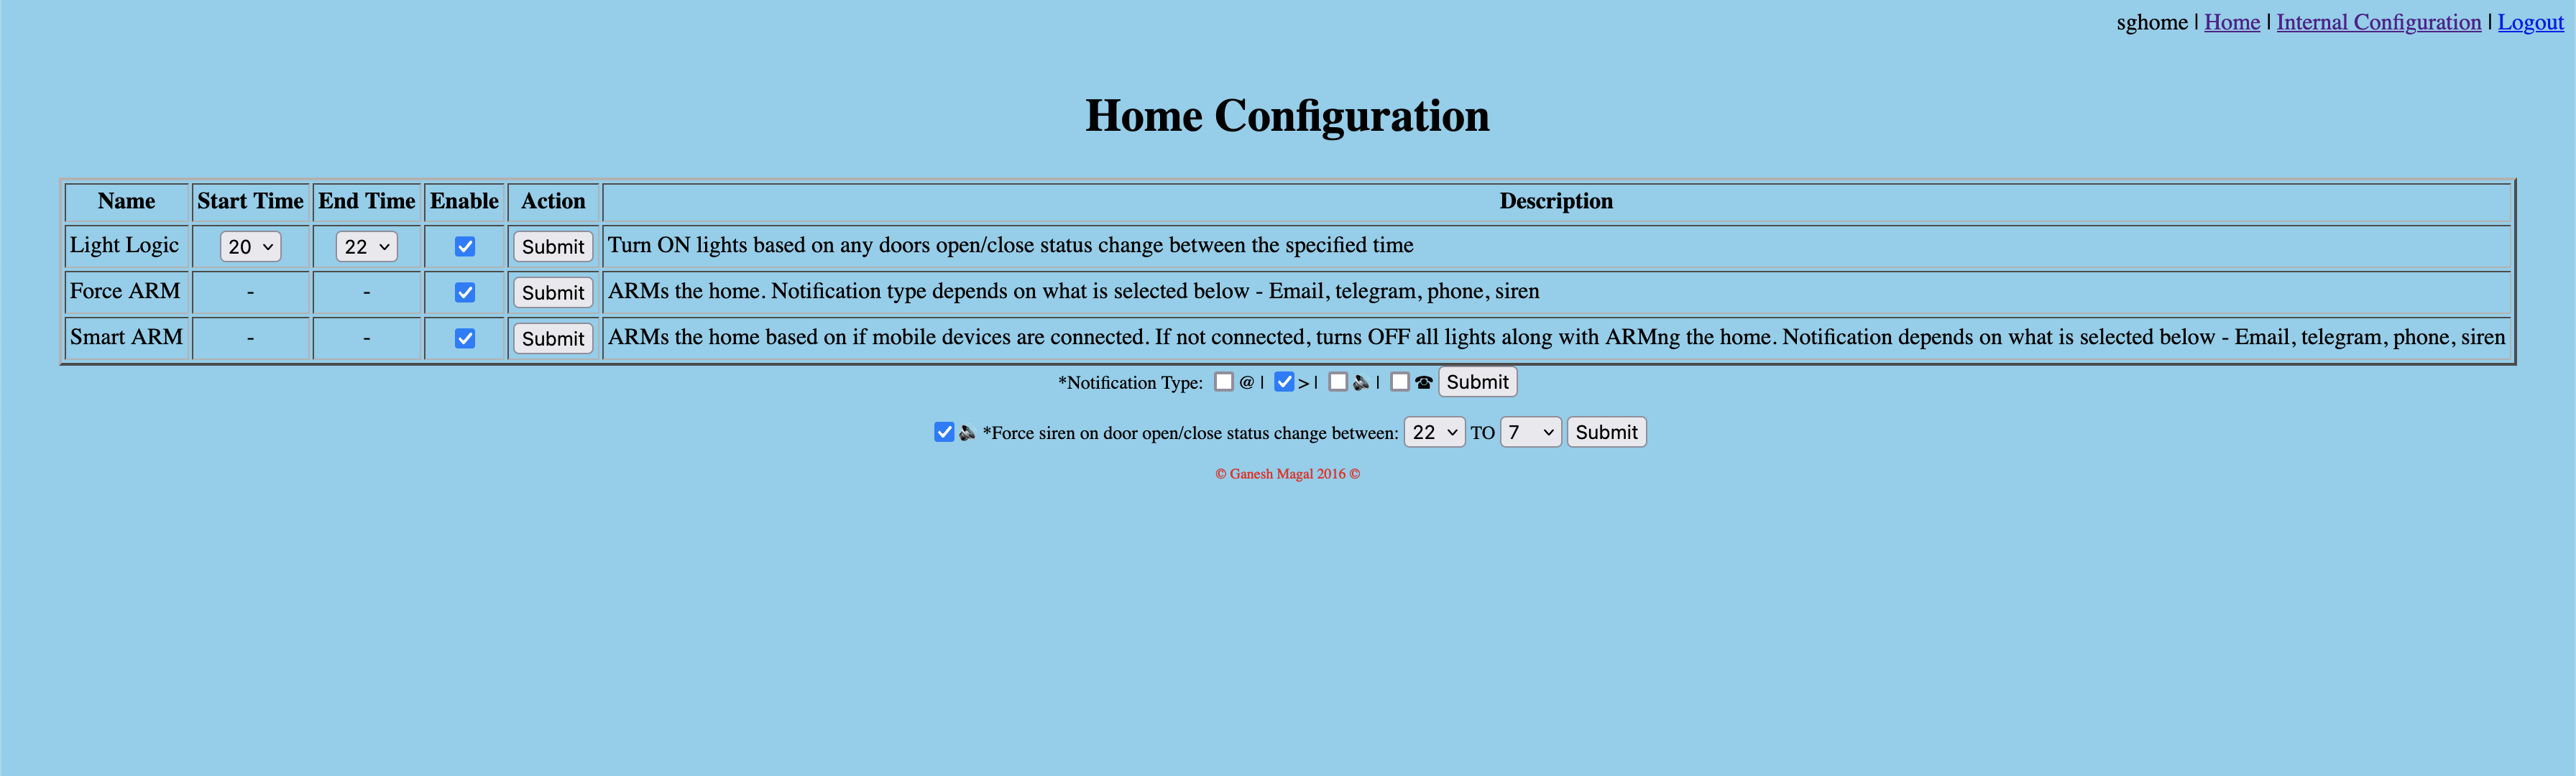 sghome | Home | Internal Configuration | Logout
Home Configuration
Name Start Time End Time Enable Action Description
Light Logic 20 22 Submit Turn ON lights based on any doors open/close status change between the specified time
Force ARM - - Submit ARMs the home. Notification type depends on what is selected below - Email, telegram, phone, siren
Smart ARM - - Submit ARMs the home based on if mobile devices are connected. If not connected, turns OFF all lights along with ARMng the home. Notification depends on what is selected below - Email, telegram, phone, siren
*Notification Type: @ | > | 🔊 | ☎ Submit
🔊 *Force siren on door open/close status change between: 22 TO 7 Submit
© Ganesh Magal 2016 ©